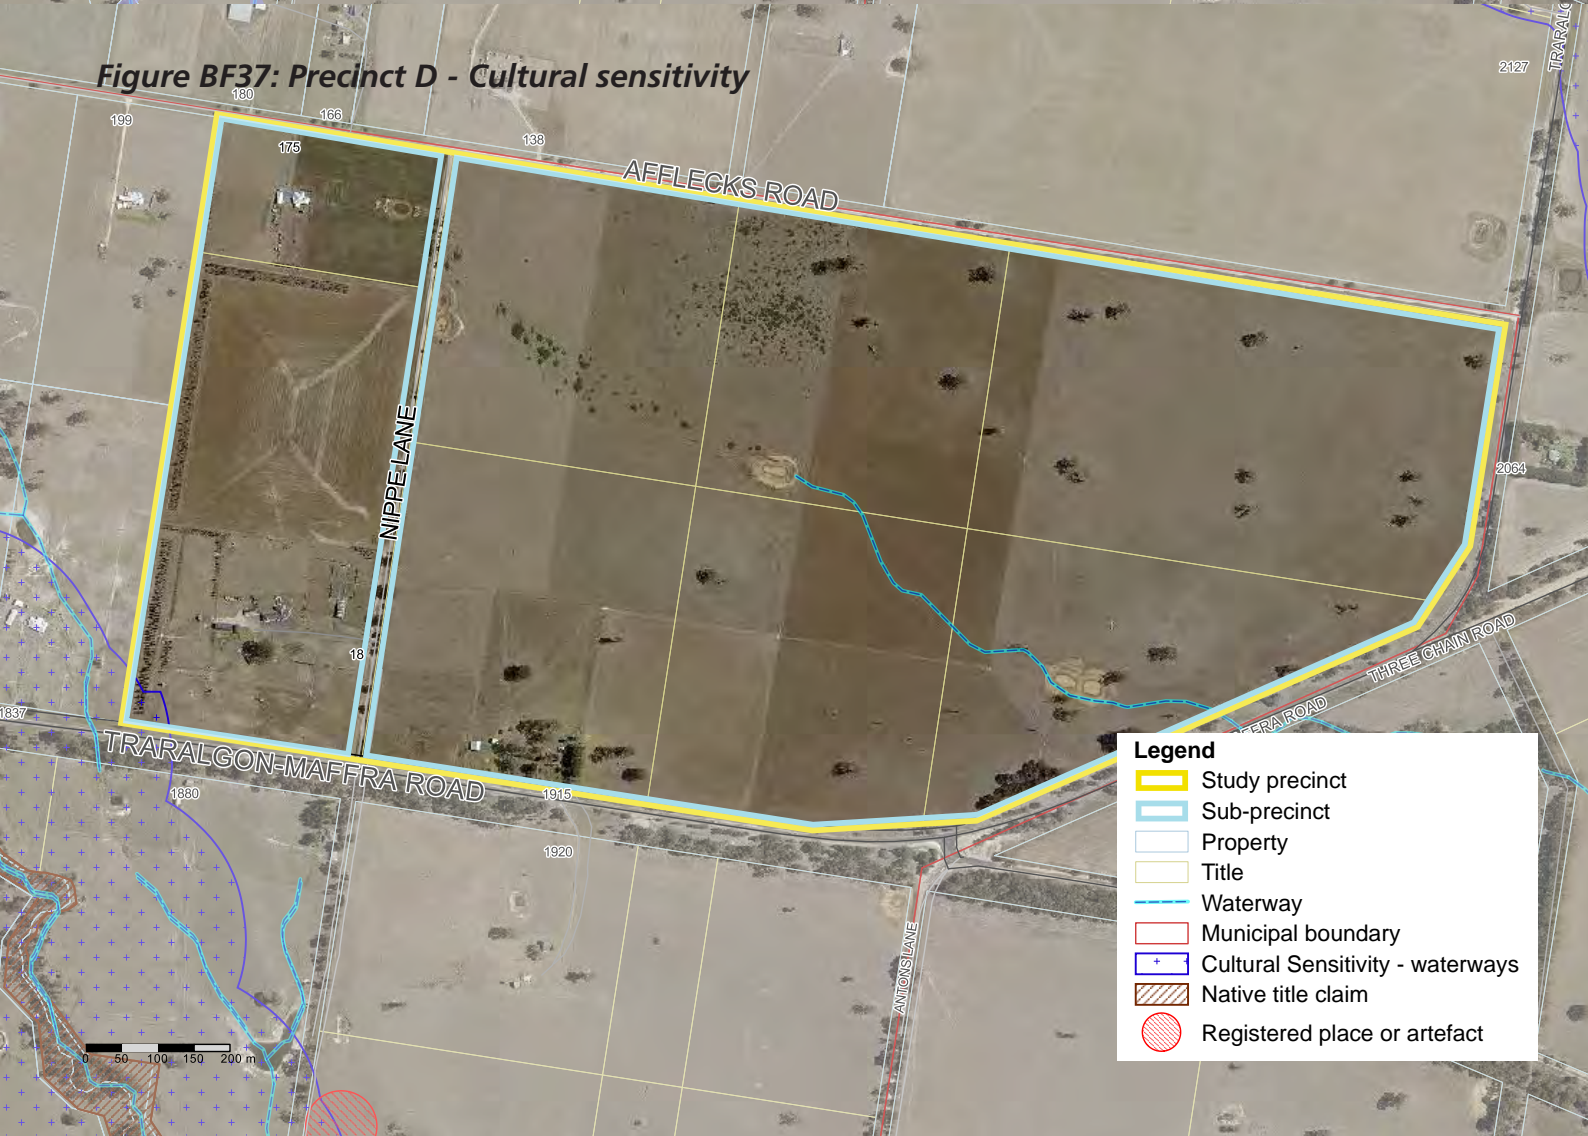 Figure BF37: Precinct D - Cultural sensitivity
2127
180
199
166
138
175
AFFLECKS ROAD
NIPPE LANE
2064
18
THREE CHAIN ROAD
1837
TRARALGON-MAFFRA ROAD
1880
1915
1920
ANTONS LANE
0 50 100 150 200 m
Legend
Study precinct
Sub-precinct
Property
Title
Waterway
Municipal boundary
Cultural Sensitivity - waterways
Native title claim
Registered place or artefact